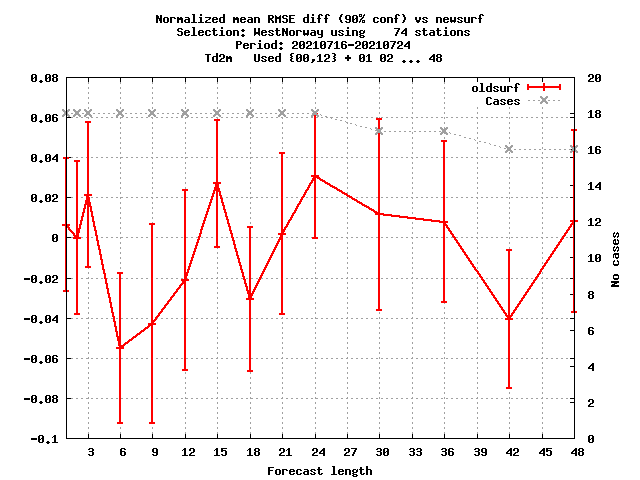 Normalized mean RMSE diff (90% conf) vs newsurf
Selection: WestNorway using    74 stations
Period: 20210716-20210724
Td2m   Used {00,12} + 01 02 ... 48
oldsurf
Cases
0.08
0.06
0.04
0.02
0
-0.02
-0.04
-0.06
-0.08
-0.1
20
18
16
14
12
10
8
6
4
2
0
No cases
3 6 9 12 15 18 21 24 27 30 33 36 39 42 45 48
Forecast length